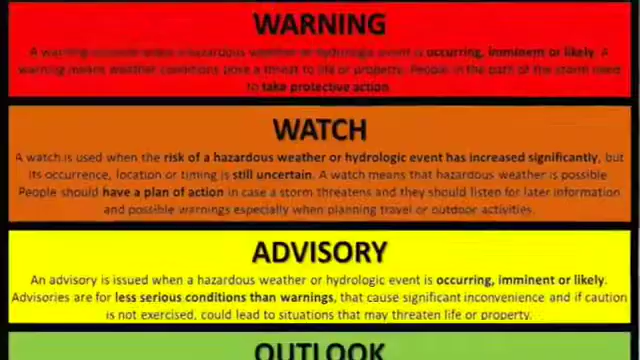 WARNING
A warning is issued when a hazardous weather or hydrologic event is occurring, imminent or likely. A
warning means weather conditions pose a threat to life or property. People in the path of the storm need
to take protective action
WATCH
A watch is used when the risk of a hazardous weather or hydrologic event has increased significantly, but
its occurrence, location or timing is still uncertain. A watch means that hazardous weather is possible
People should have a plan of action in case a storm threatens and they should listen for later information
and possible warnings especially when planning travel or outdoor activities.
ADVISORY
An advisory is issued when a hazardous weather or hydrologic event is occurring, imminent or likely.
Advisories are for less serious conditions than warnings, that cause significant inconvenience and if caution
is not exercised, could lead to situations that may threaten life or property.
OUTLOOK